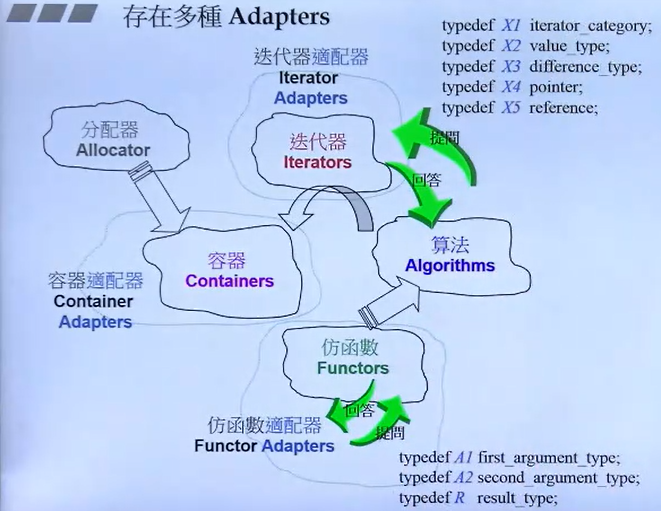 存在多種 Adapters
typedef X1 iterator_category;
typedef X2 value_type;
typedef X3 difference_type;
typedef X4 pointer;
typedef X5 reference;
迭代器適配器
Iterator
Adapters
分配器
Allocator
迭代器
Iterators
提問
回答
容器
Containers
算法
Algorithms
容器適配器
Container
Adapters
仿函數
Functors
回答
提問
仿函數適配器
Functor Adapters
typedef A1 first_argument_type;
typedef A2 second_argument_type;
typedef R result_type;